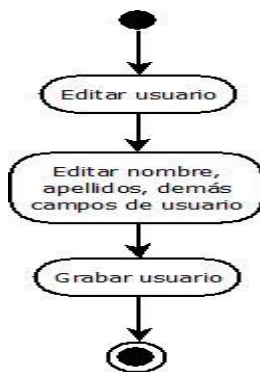 Editar usuario
Editar nombre,
apellidos, demás
campos de usuario
Grabar usuario